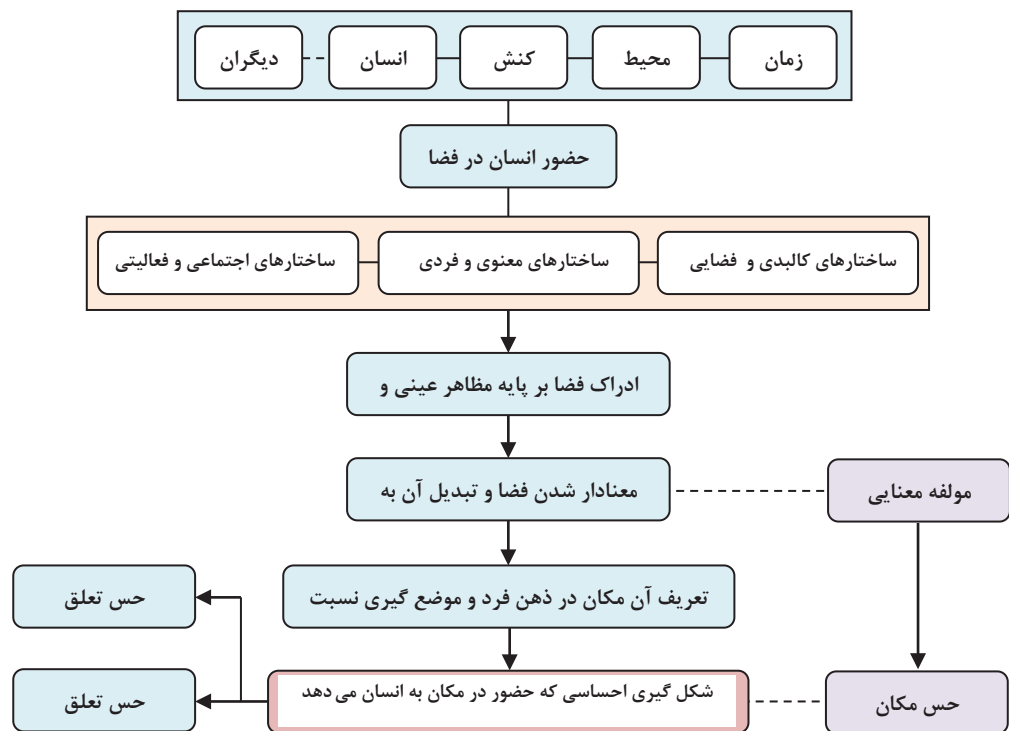 زمان
محیط
کنش
انسان
دیگران
حضور انسان در فضا
ساختارهای کالبدی و فضایی
ساختارهای معنوی و فردی
ساختارهای اجتماعی و فعالیتی
ادراک فضا بر پایه مظاهر عینی و
معنادار شدن فضا و تبدیل آن به
مولفه معنایی
تعریف آن مکان در ذهن فرد و موضع گیری نسبت
حس تعلق
شکل گیری احساسی که حضور در مکان به انسان می دهد
حس مکان
حس تعلق